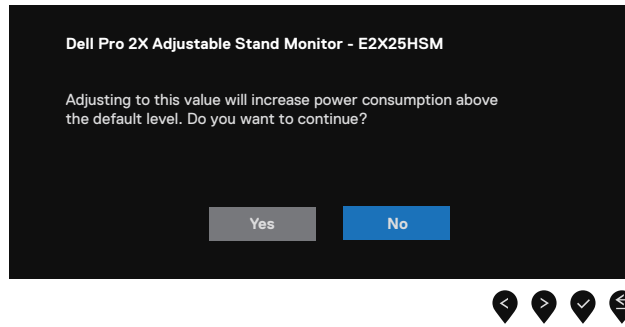 Dell Pro 2X Adjustable Stand Monitor - E2X25HSM
Adjusting to this value will increase power consumption above
the default level. Do you want to continue?
Yes No